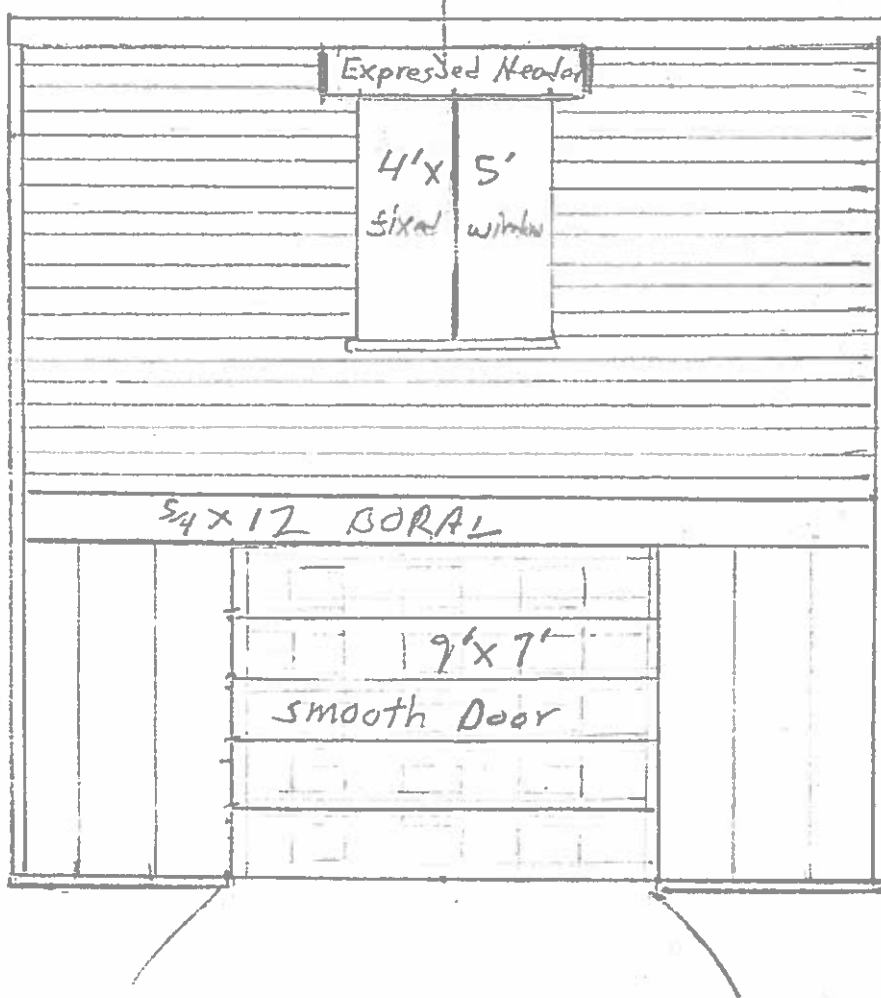 Expressed Header
4' x 5'
fixed window
5/4 x 12 BORAL
9' x 7'
smooth Door